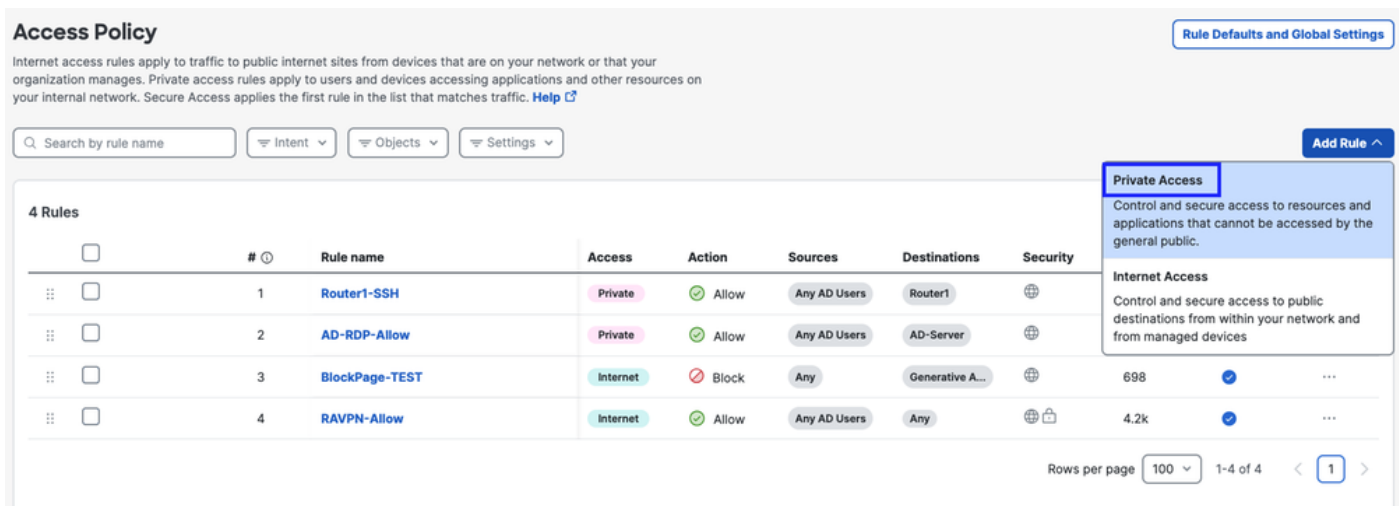 Access Policy
Rule Defaults and Global Settings
Internet access rules apply to traffic to public internet sites from devices that are on your network or that your
organization manages. Private access rules apply to users and devices accessing applications and other resources on
your internal network. Secure Access applies the first rule in the list that matches traffic. Help
Search by rule name
Intent
Objects
Settings
Add Rule
Private Access
Control and secure access to resources and
applications that cannot be accessed by the
general public.
Internet Access
Control and secure access to public
destinations from within your network and
from managed devices
4 Rules
# Rule name Access Action Sources Destinations Security
1 Router1-SSH Private Allow Any AD Users Router1
2 AD-RDP-Allow Private Allow Any AD Users AD-Server
3 BlockPage-TEST Internet Block Any Generative A... 698 ...
4 RAVPN-Allow Internet Allow Any AD Users Any 4.2k ...
Rows per page 100 1-4 of 4 < 1 >